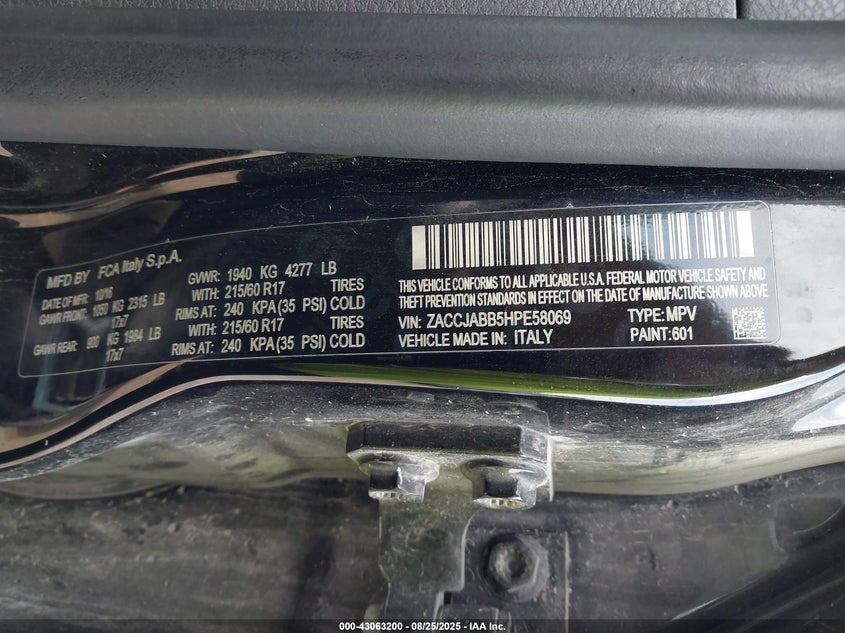 MFD BY FCA Italy S.p.A.
DATE OF MFR: 10/16
GVWR: 1940 KG 4277 LB
GAWR FRONT: 1050 KG 2315 LB
WITH: 215/60 R17 TIRES
17x7
RIMS AT: 240 KPA (35 PSI) COLD
GAWR REAR: 900 KG 1984 LB
WITH: 215/60 R17 TIRES
17x7
RIMS AT: 240 KPA (35 PSI) COLD
THIS VEHICLE CONFORMS TO ALL APPLICABLE U.S.A. FEDERAL MOTOR VEHICLE SAFETY AND
THEFT PREVENTION STANDARDS IN EFFECT ON THE DATE OF MANUFACTURE SHOWN ABOVE.
VIN: ZACCJABB5HPE58069 TYPE: MPV
VEHICLE MADE IN: ITALY PAINT: 601
000-43063200 - 08/25/2025 - IAA Inc.